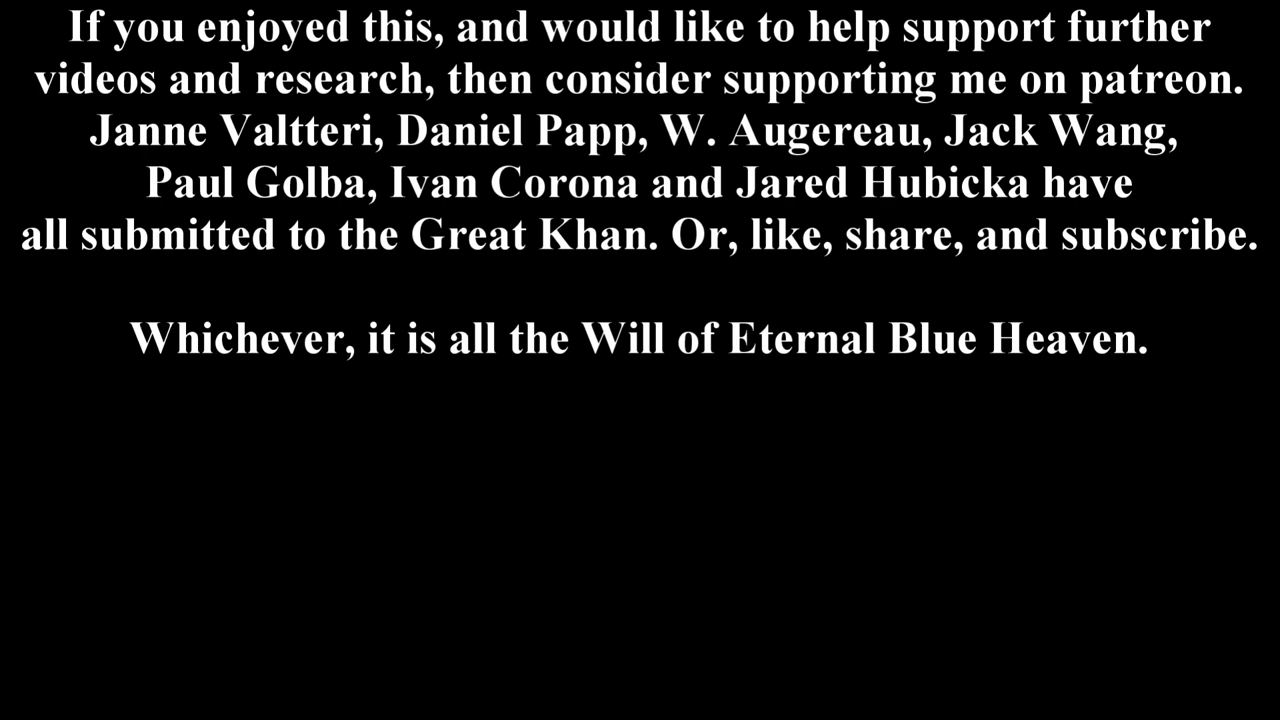 If you enjoyed this, and would like to help support further
videos and research, then consider supporting me on patreon.
Janne Valtteri, Daniel Papp, W. Augereau, Jack Wang,
Paul Golba, Ivan Corona and Jared Hubicka have
all submitted to the Great Khan. Or, like, share, and subscribe.
Whichever, it is all the Will of Eternal Blue Heaven.